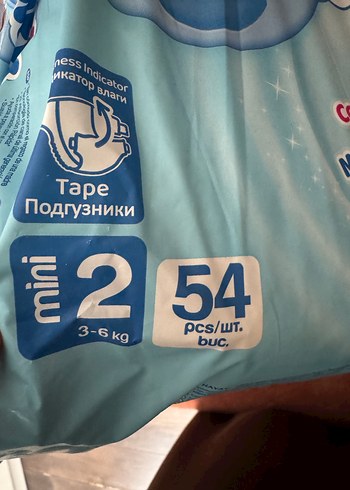 ness Indicator
икатор влаги
Tape
Подгузники
mini
2
3-6 kg
54
pcs/шт.
buc.